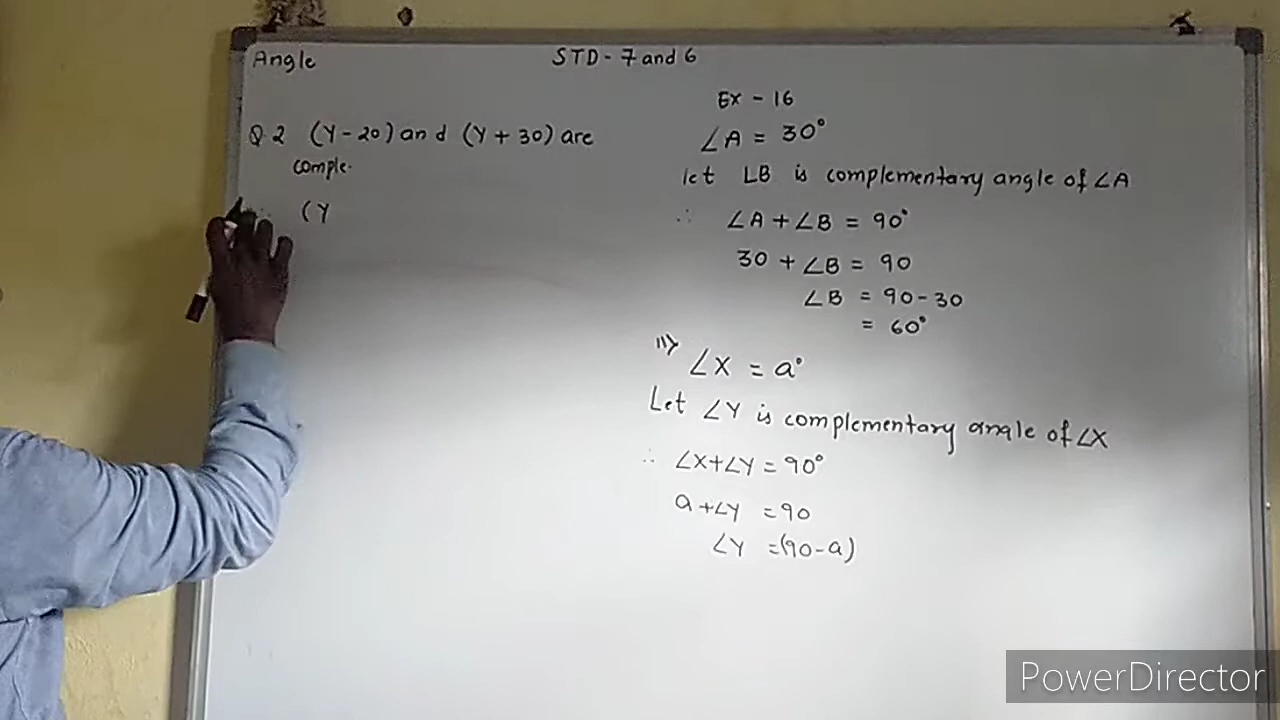 Angle
STD - 7 and 6
Q 2 (Y - 20) and (Y + 30) are
comple.
(Y
Ex - 16
∠A = 30°
let ∠B is complementary angle of ∠A
∴ ∠A + ∠B = 90°
30 + ∠B = 90
∠B = 90 - 30
= 60°
∠X = a°
Let ∠Y is complementary angle of ∠X
∴ ∠X + ∠Y = 90°
a + ∠Y = 90
∠Y = (90 - a)
PowerDirector